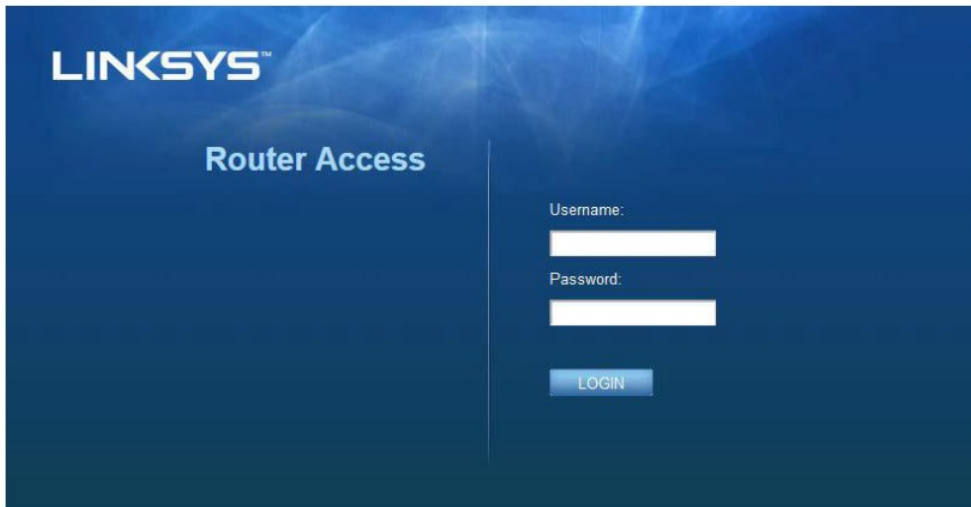 LINKSYS™
Router Access
Username:
Password:
LOGIN